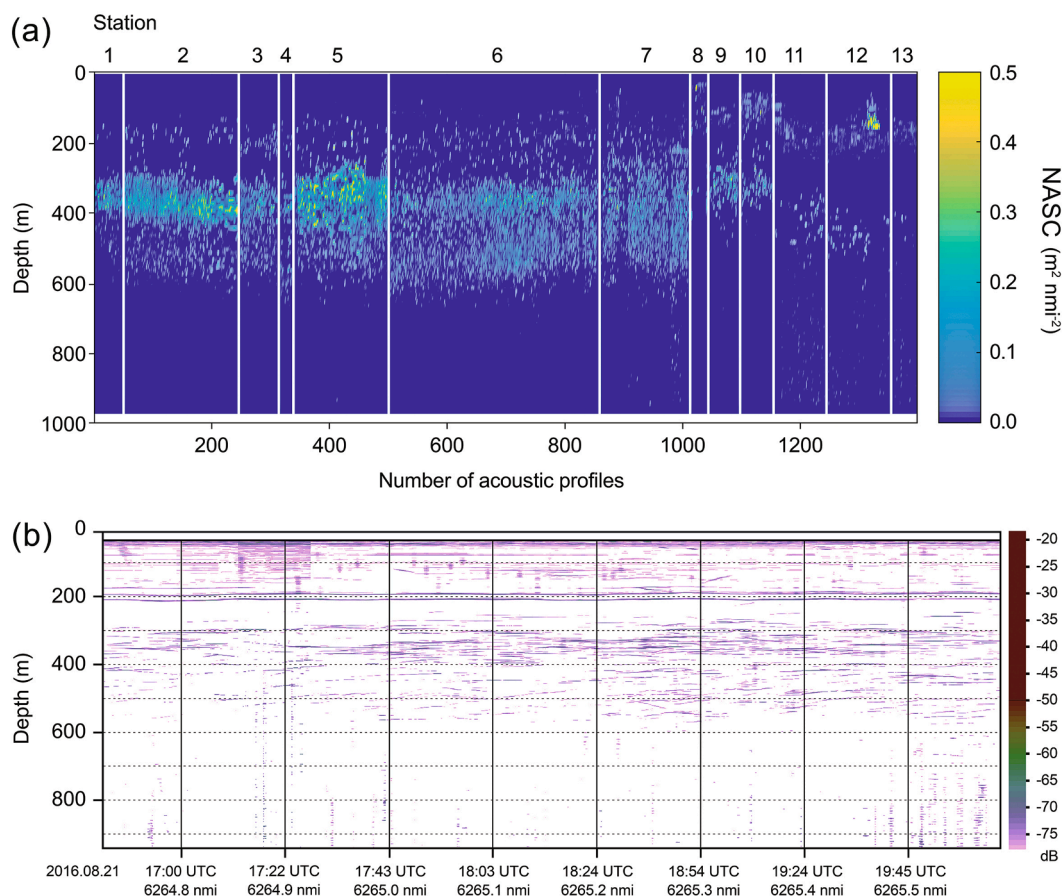 (a)
Station
1 2 3 4 5 6 7 8 9 10 11 12 13
0
200
400
600
800
1000
Depth (m)
200 400 600 800 1000 1200
Number of acoustic profiles
0.5
0.4
0.3
0.2
0.1
0.0
NASC (m² nmi⁻²)
(b)
0
200
400
600
800
Depth (m)
-20
-25
-30
-35
-40
-45
-50
-55
-60
-65
-70
-75
dB
2016.08.21 17:00 UTC 17:22 UTC 17:43 UTC 18:03 UTC 18:24 UTC 18:54 UTC 19:24 UTC 19:45 UTC
6264.8 nmi 6264.9 nmi 6265.0 nmi 6265.1 nmi 6265.2 nmi 6265.3 nmi 6265.4 nmi 6265.5 nmi